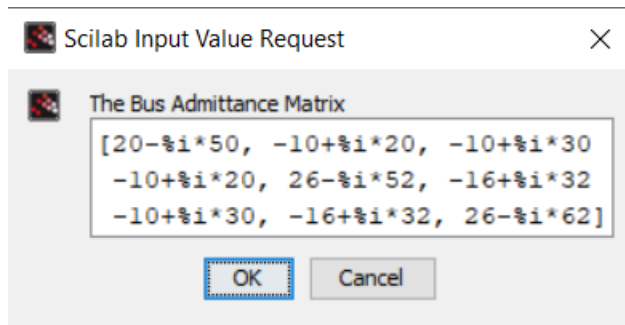 Scilab Input Value Request
The Bus Admittance Matrix
[20-%i*50, -10+%i*20, -10+%i*30
-10+%i*20, 26-%i*52, -16+%i*32
-10+%i*30, -16+%i*32, 26-%i*62]
OK Cancel